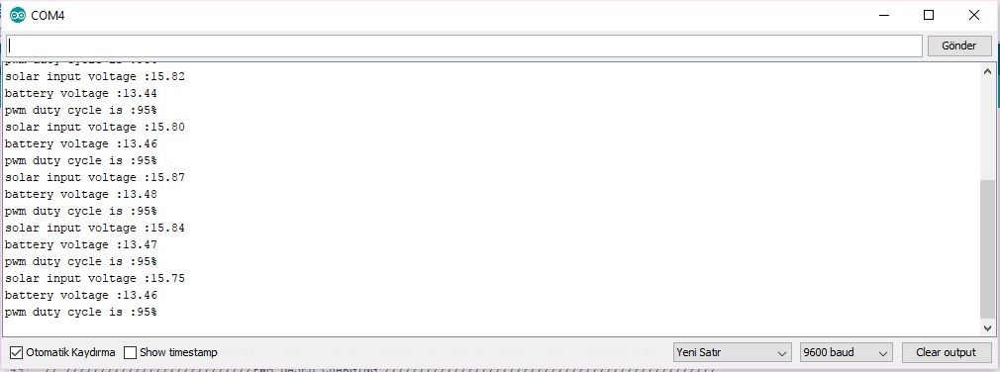 COM4
Gönder
solar input voltage :15.82
battery voltage :13.44
pwm duty cycle is :95%
solar input voltage :15.80
battery voltage :13.46
pwm duty cycle is :95%
solar input voltage :15.87
battery voltage :13.48
pwm duty cycle is :95%
solar input voltage :15.84
battery voltage :13.47
pwm duty cycle is :95%
solar input voltage :15.75
battery voltage :13.46
pwm duty cycle is :95%
Otomatik Kaydırma Show timestamp Yeni Satır 9600 baud Clear output